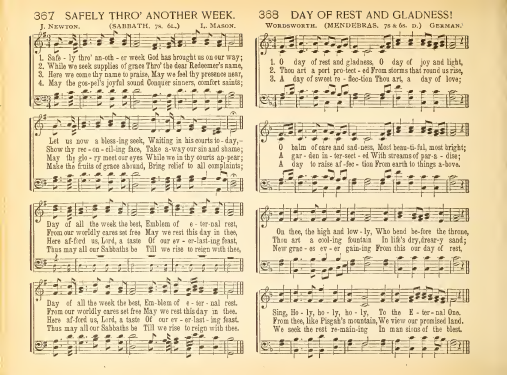 367 SAFELY THRO' ANOTHER WEEK.
J. NEWTON. (SABBATH, 7s. 6l.) L. MASON.
1. Safe - ly thro' an-oth - er week God has brought us on our way;
2. While we seek supplies of grace Thro' the dear Redeemer's name,
3. Here we come thy name to praise, May we feel thy presence near,
4. May the gos-pel's joyful sound Conquer sinners, comfort saints;
Let us now a bless-ing seek, Waiting in his courts to - day,-
Show thy rec - on - cil-ing face, Take a-way our sin and shame;
May thy glo - ry meet our eyes While we in thy courts ap-pear;
Make the fruits of grace abound, Bring relief to all complaints;
Day of all the week the best, Emblem of e - ter-nal rest.
From our worldly cares set free May we rest this day in thee.
Here af-ford us, Lord, a taste Of our ev - er-last-ing feast,
Thus may all our Sabbaths be Till we rise to reign with thee,
Day of all the week the best, Em-blem of e - ter - nal rest.
From our worldly cares set free May we rest this day in thee.
Here af-ford us, Lord, a taste Of our ev - er-last-ing feast,
Thus may all our Sabbaths be Till we rise to reign with thee.
368 DAY OF REST AND GLADNESS!
WORDSWORTH. (MENDEBRAS, 7s & 6s. D.) GERMAN.
1. O day of rest and gladness, O day of joy and light,
2. Thou art a port pro-tect - ed From storms that round us rise,
3. A day of sweet re - flec-tion Thou art, a day of love;
O balm of care and sad-ness, Most beau-ti-ful, most bright;
A gar - den in - ter-sect - ed With streams of par-a - dise;
A day to raise af - fec - tion From earth to things a-bove.
On thee, the high and low - ly, Who bend be-fore the throne,
Thou art a cool-ing fountain In life's dry, drear-y sand;
New grac - es ev - er gain-ing From this our day of rest,
Sing, Ho - ly, ho - ly, ho - ly, To the E - ter-nal One.
From thee, like Pisgah's mountain, We view our promised land.
We seek the rest re-main-ing In man sions of the blest.